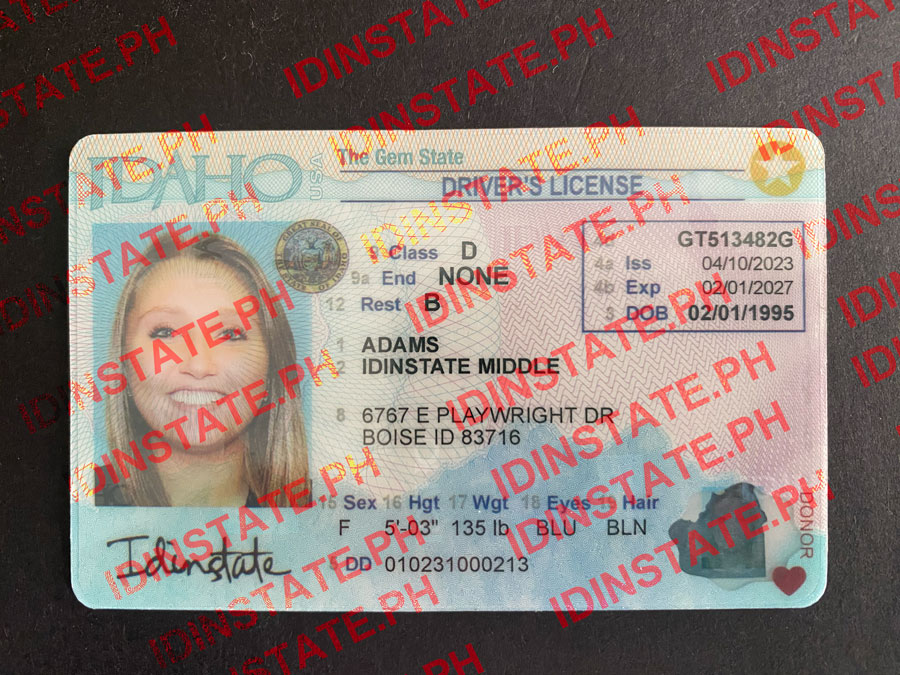 IDAHO USA The Gem State
DRIVER'S LICENSE
9 Class D
9a End NONE
12 Rest B
GT513482G
4a Iss 04/10/2023
4b Exp 02/01/2027
3 DOB 02/01/1995
1 ADAMS
2 IDINSTATE MIDDLE
8 6767 E PLAYWRIGHT DR
BOISE ID 83716
15 Sex 16 Hgt 17 Wgt 18 Eyes 19 Hair
F 5'-03" 135 lb BLU BLN
5 DD 010231000213
DONOR
Idinstate
IDINSTATE.PH